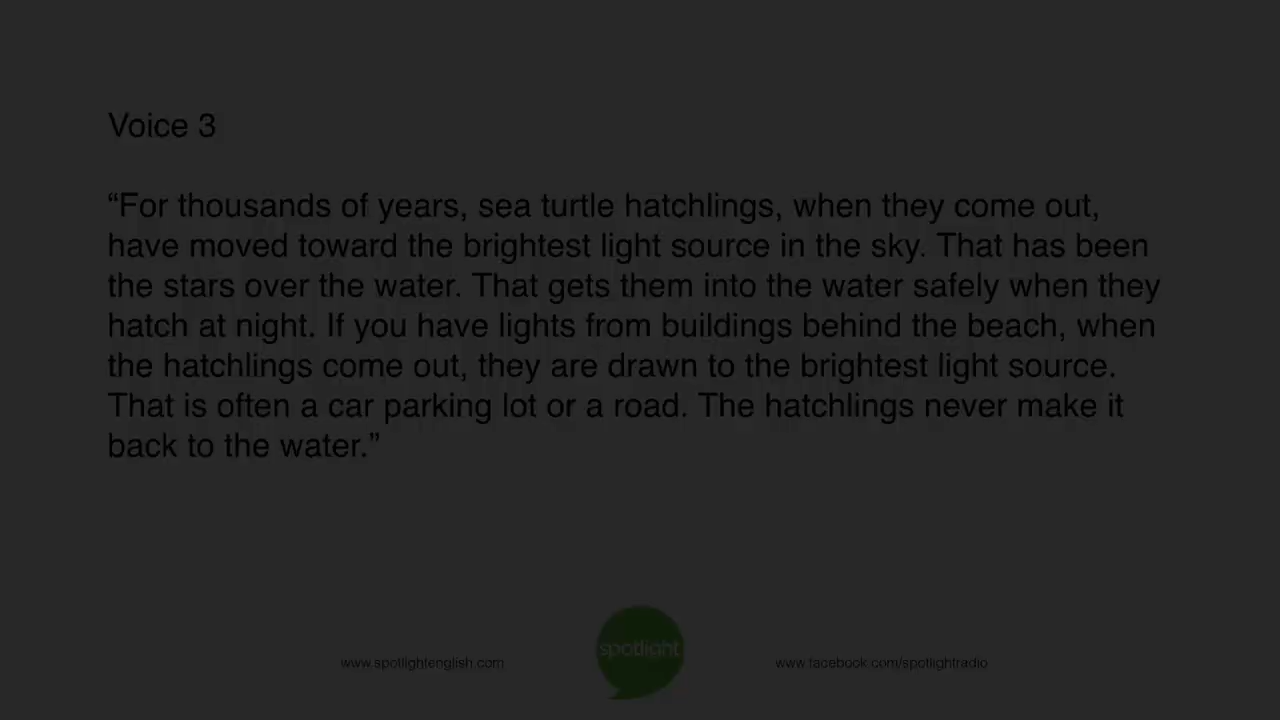 Voice 3
“For thousands of years, sea turtle hatchlings, when they come out,
have moved toward the brightest light source in the sky. That has been
the stars over the water. That gets them into the water safely when they
hatch at night. If you have lights from buildings behind the beach, when
the hatchlings come out, they are drawn to the brightest light source.
That is often a car parking lot or a road. The hatchlings never make it
back to the water.”
spotlight
www.spotlightenglish.com
www.facebook.com/spotlightradio